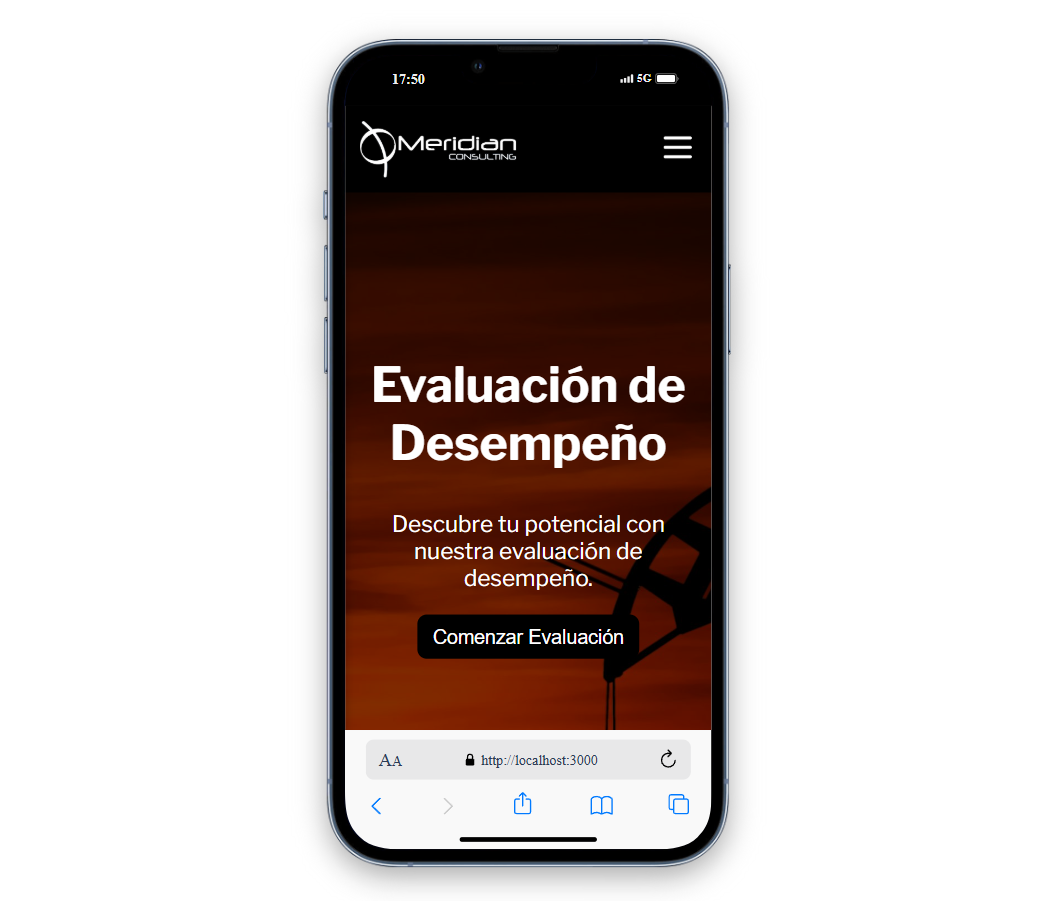 17:50
5G
Meridian
CONSULTING
Evaluación de
Desempeño
Descubre tu potencial con
nuestra evaluación de
desempeño.
Comenzar Evaluación
AA
http://localhost:3000